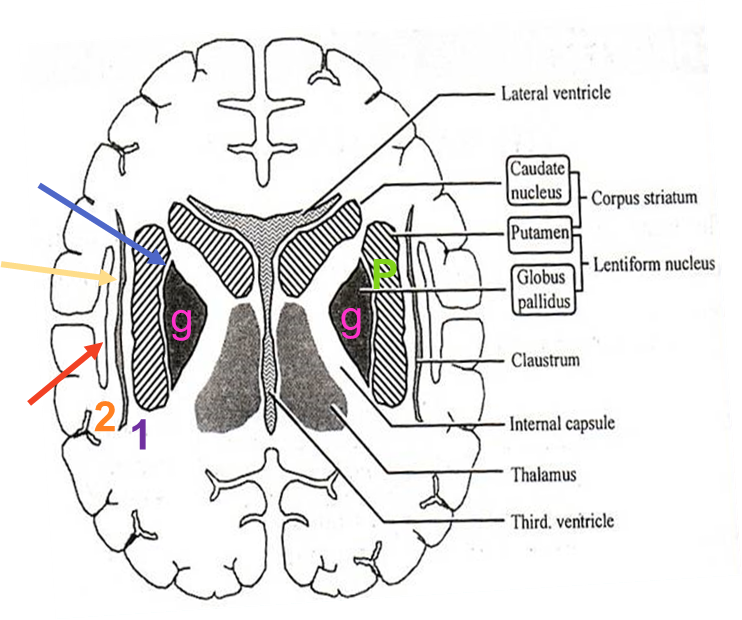 Lateral ventricle
Caudate
nucleus
Corpus striatum
Putamen
Lentiform nucleus
P
Globus
pallidus
g
g
Claustrum
2
1
Internal capsule
Thalamus
Third. ventricle